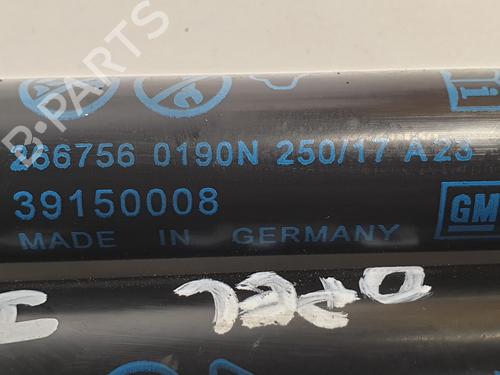 B-PARTS
266756 0190N 250/17 A23
39150008
GM
MADE IN GERMANY